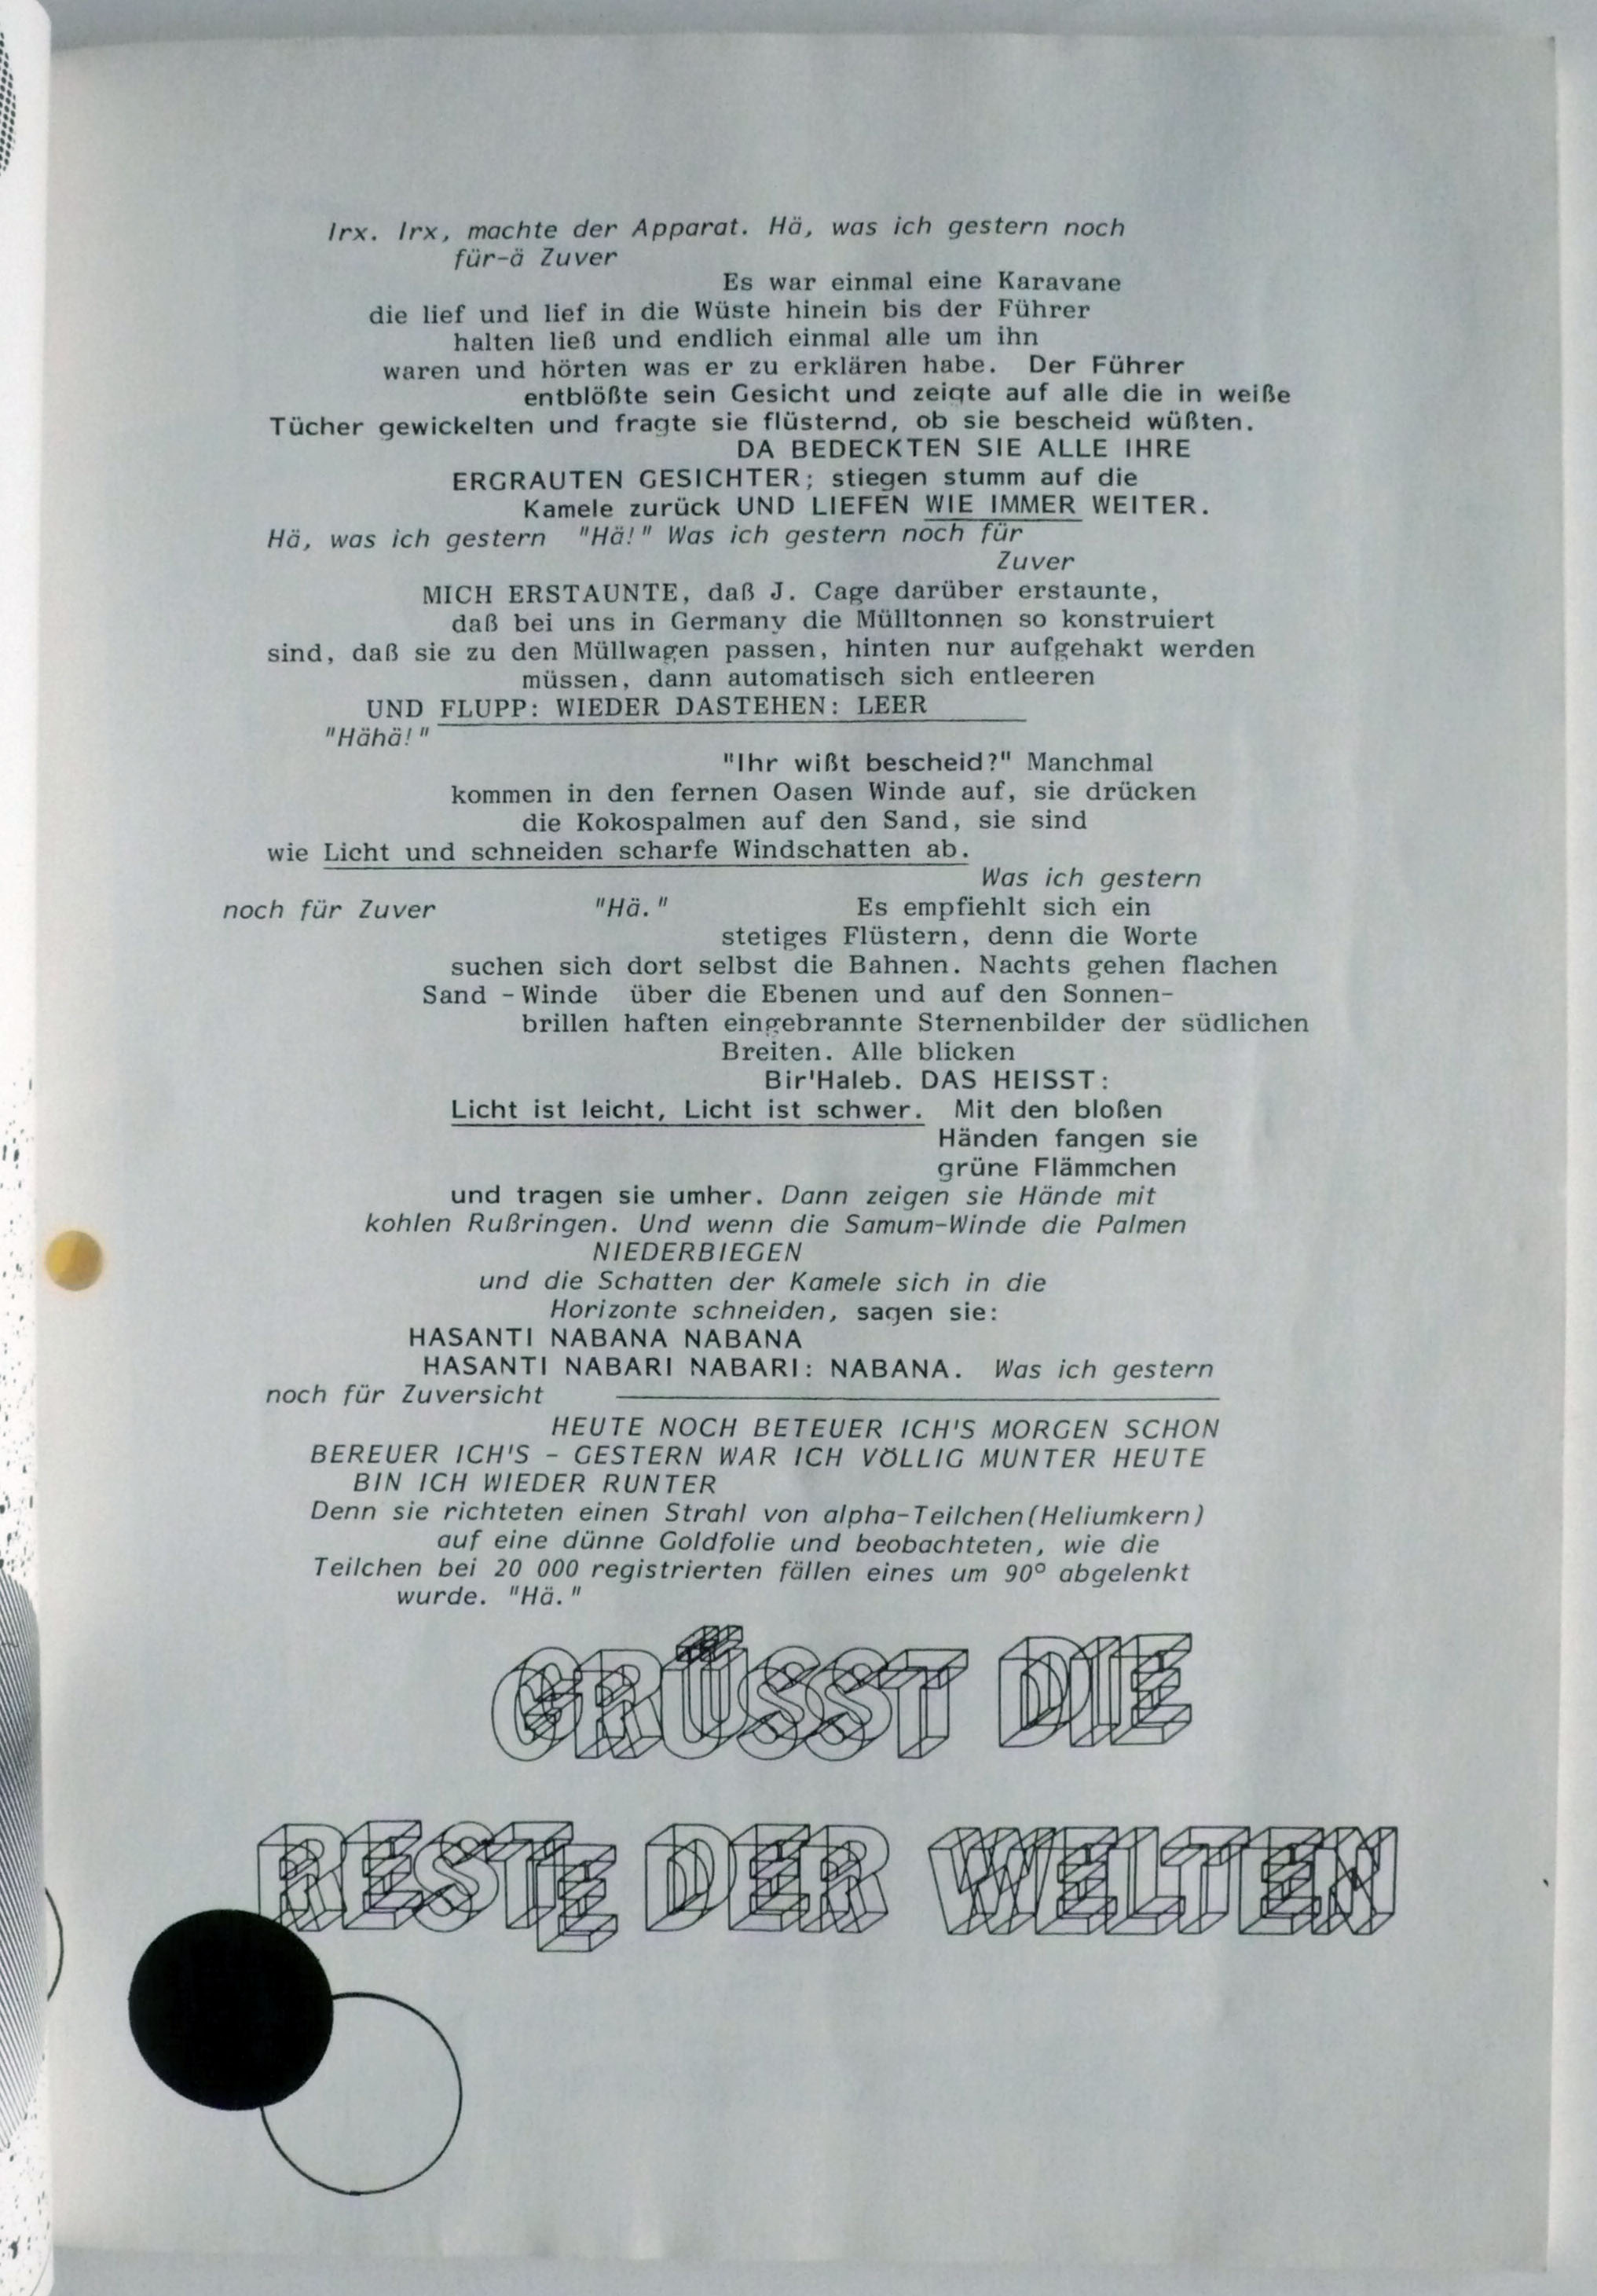 Irx. Irx, machte der Apparat. Hä, was ich gestern noch
für-ä Zuver
Es war einmal eine Karavane
die lief und lief in die Wüste hinein bis der Führer
halten ließ und endlich einmal alle um ihn
waren und hörten was er zu erklären habe. Der Führer
entblößte sein Gesicht und zeigte auf alle die in weiße
Tücher gewickelten und fragte sie flüsternd, ob sie bescheid wüßten.
DA BEDECKTEN SIE ALLE IHRE
ERGRAUTEN GESICHTER; stiegen stumm auf die
Kamele zurück UND LIEFEN WIE IMMER WEITER.
Hä, was ich gestern "Hä!" Was ich gestern noch für
Zuver
MICH ERSTAUNTE, daß J. Cage darüber erstaunte,
daß bei uns in Germany die Mülltonnen so konstruiert
sind, daß sie zu den Müllwagen passen, hinten nur aufgehakt werden
müssen, dann automatisch sich entleeren
UND FLUPP: WIEDER DASTEHEN: LEER
"Hähä!"
"Ihr wißt bescheid?" Manchmal
kommen in den fernen Oasen Winde auf, sie drücken
die Kokospalmen auf den Sand, sie sind
wie Licht und schneiden scharfe Windschatten ab.
Was ich gestern
noch für Zuver "Hä." Es empfiehlt sich ein
stetiges Flüstern, denn die Worte
suchen sich dort selbst die Bahnen. Nachts gehen flachen
Sand - Winde über die Ebenen und auf den Sonnen-
brillen haften eingebrannte Sternenbilder der südlichen
Breiten. Alle blicken
Bir'Haleb. DAS HEISST:
Licht ist leicht, Licht ist schwer. Mit den bloßen
Händen fangen sie
grüne Flämmchen
und tragen sie umher. Dann zeigen sie Hände mit
kohlen Rußringen. Und wenn die Samum-Winde die Palmen
NIEDERBIEGEN
und die Schatten der Kamele sich in die
Horizonte schneiden, sagen sie:
HASANTI NABANA NABANA
HASANTI NABARI NABARI: NABANA. Was ich gestern
noch für Zuversicht
HEUTE NOCH BETEUER ICH'S MORGEN SCHON
BEREUER ICH'S - GESTERN WAR ICH VÖLLIG MUNTER HEUTE
BIN ICH WIEDER RUNTER
Denn sie richteten einen Strahl von alpha-Teilchen(Heliumkern)
auf eine dünne Goldfolie und beobachteten, wie die
Teilchen bei 20 000 registrierten fällen eines um 90° abgelenkt
wurde. "Hä."
GRÜSST DIE
RESTE DER WELTEN